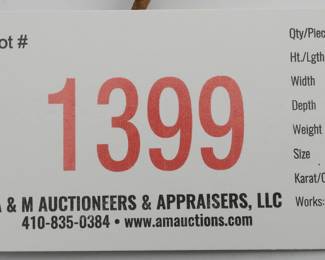 ot #
1399
& M AUCTIONEERS & APPRAISERS, LLC
410-835-0384 • www.amauctions.com
Qty/Piec
Ht./Lgth
Width
Depth
Weight
Size
Karat/
Works: